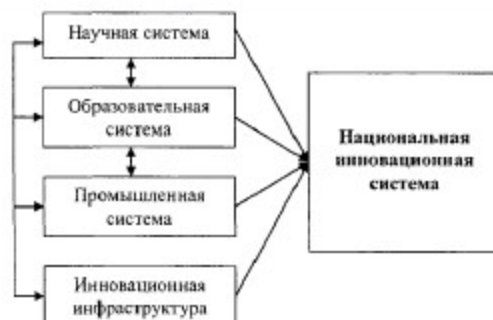 Научная система
Образовательная
система
Промышленная
система
Инновационная
инфраструктура
Национальная
инновационная
система